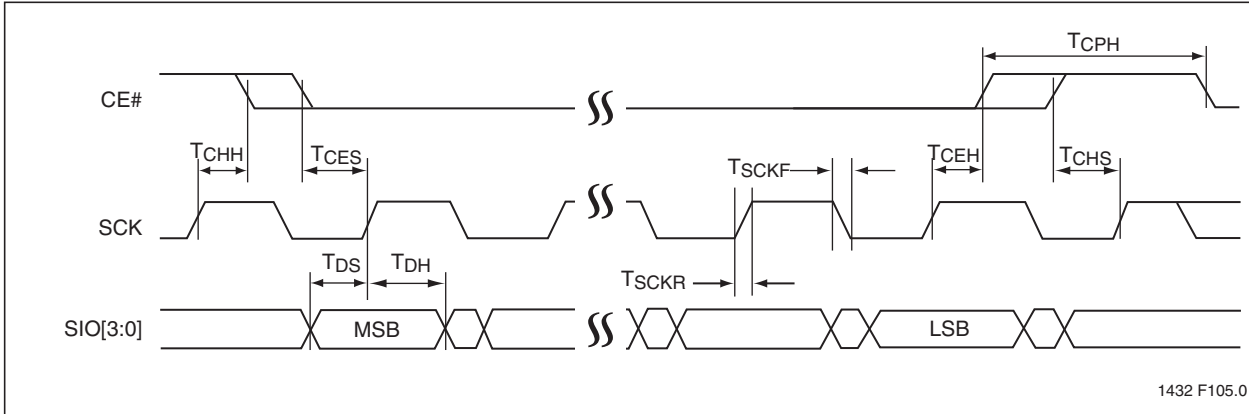 TCPH
CE#
TCHH
TCES
TSCKF
TCEH
TCHS
SCK
TDS
TDH
TSCKR
SIO[3:0]
MSB
LSB
1432 F105.0